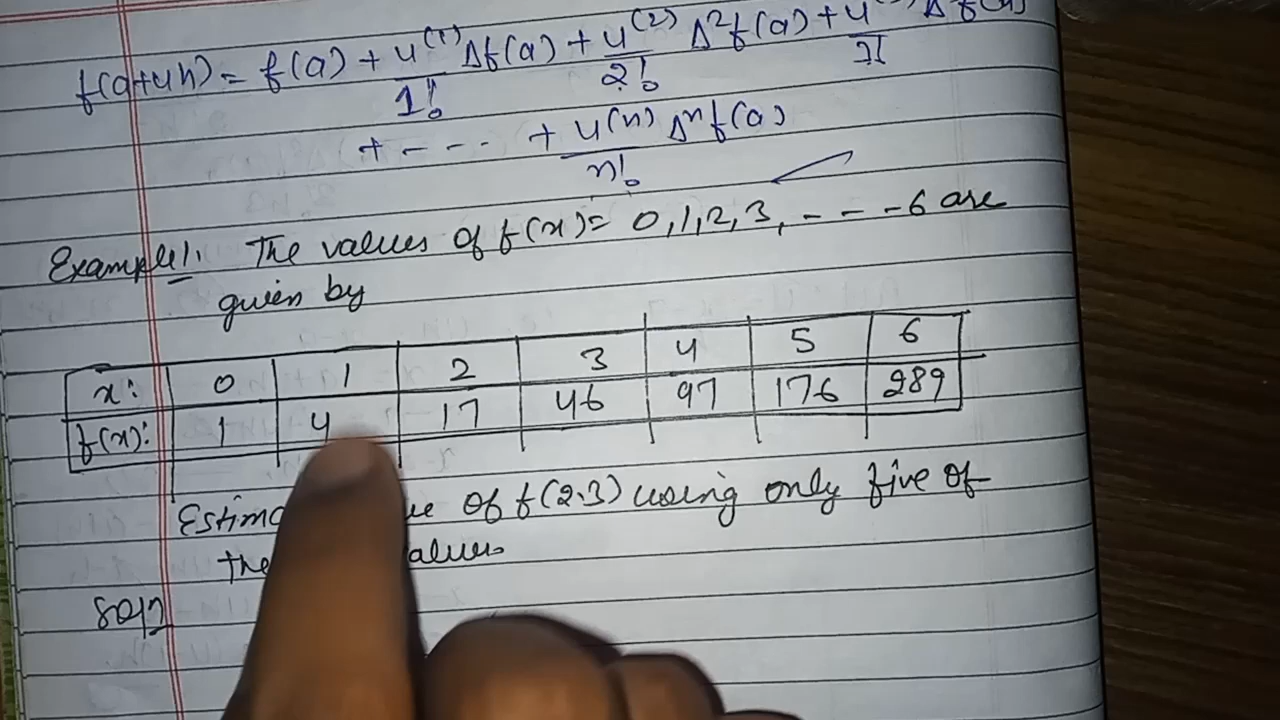 f(a+uh) = f(a) + u^(1)/1! Δf(a) + u^(2)/2! Δ²f(a) + u
+ - - - + u^(n)/n! Δⁿf(a)
Example 1. The values of f(x) = 0, 1, 2, 3, - - - 6 are
given by
x: 0 1 2 3 4 5 6
f(x): 1 4 17 46 97 176 289
of f(2.3) using only five of
the
Soln